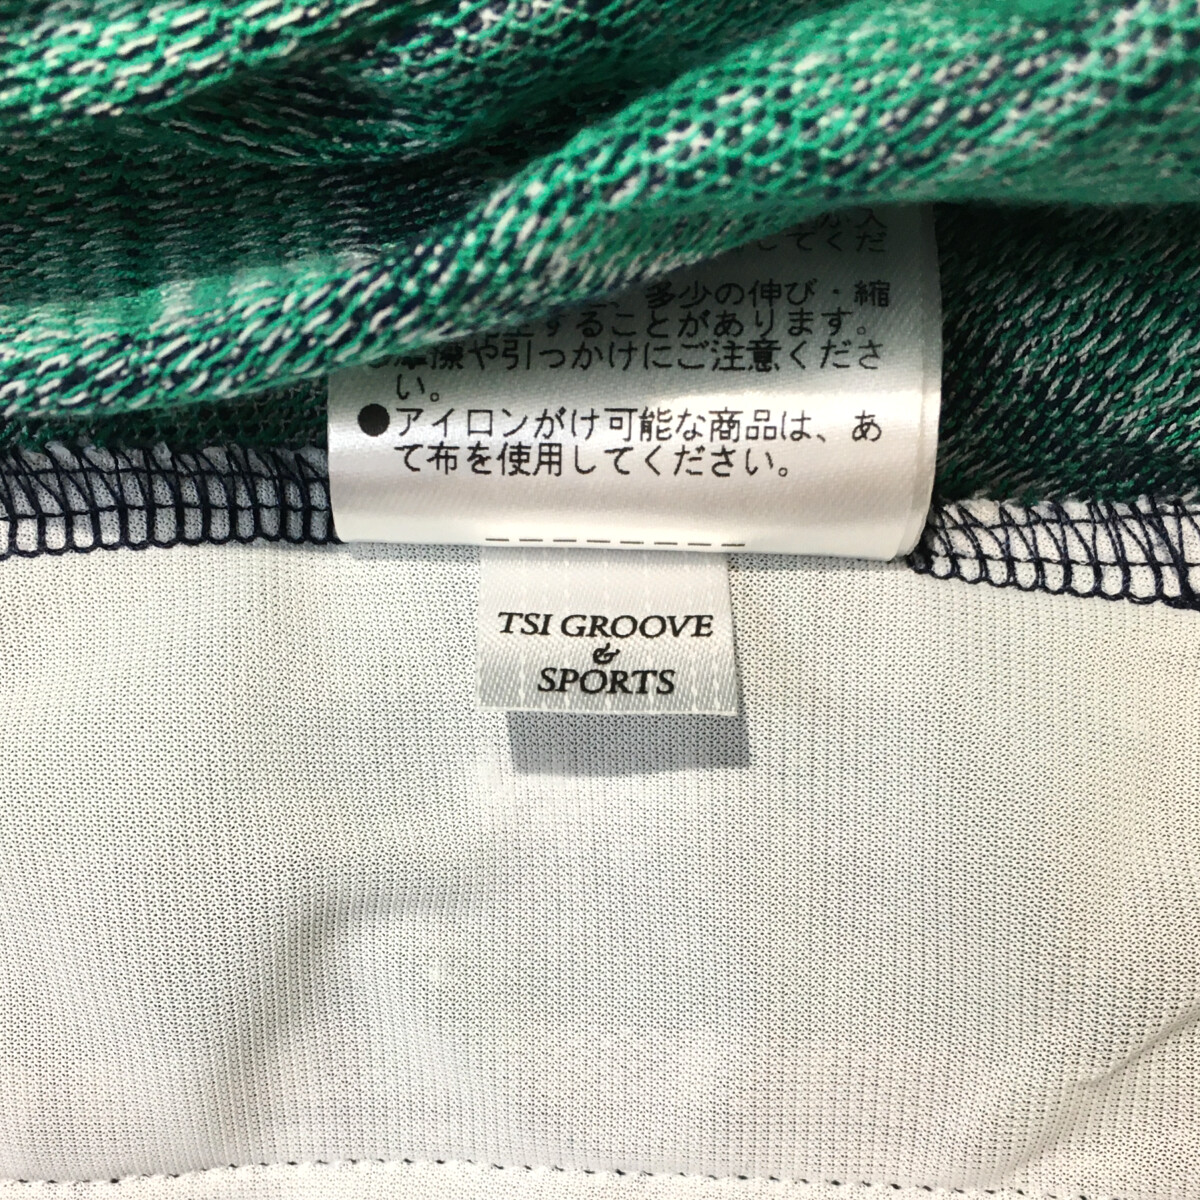 してくだ
多少の伸び・縮
することがあります。
や引っかけにご注意くださ
い。
●アイロンがけ可能な商品は、あ
て布を使用してください。
TSI GROOVE
&
SPORTS